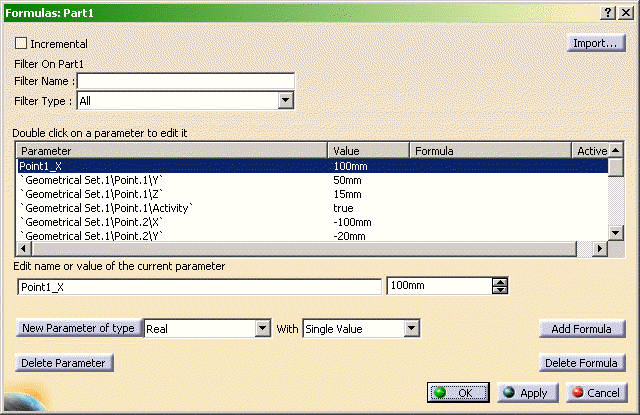 Formulas: Part1
Incremental
Import...
Filter On Part1
Filter Name :
Filter Type : All
Double click on a parameter to edit it
Parameter Value Formula Active
Point1_X 100mm
`Geometrical Set.1\Point.1\Y` 50mm
`Geometrical Set.1\Point.1\Z` 15mm
`Geometrical Set.1\Point.1\Activity` true
`Geometrical Set.1\Point.2\X` -100mm
`Geometrical Set.1\Point.2\Y` -20mm
Edit name or value of the current parameter
Point1_X 100mm
New Parameter of type Real With Single Value Add Formula
Delete Parameter Delete Formula
OK Apply Cancel